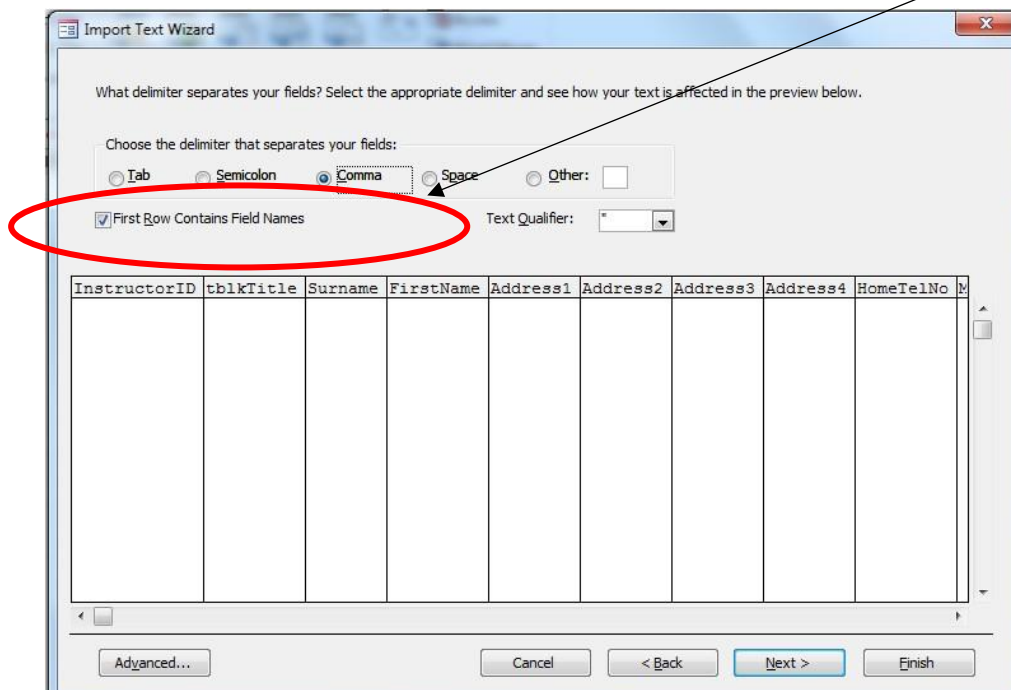 Import Text Wizard
What delimiter separates your fields? Select the appropriate delimiter and see how your text is affected in the preview below.
Choose the delimiter that separates your fields:
Tab Semicolon Comma Space Other:
First Row Contains Field Names Text Qualifier: "
InstructorID tblkTitle Surname FirstName Address1 Address2 Address3 Address4 HomeTelNo M
Advanced... Cancel < Back Next > Finish